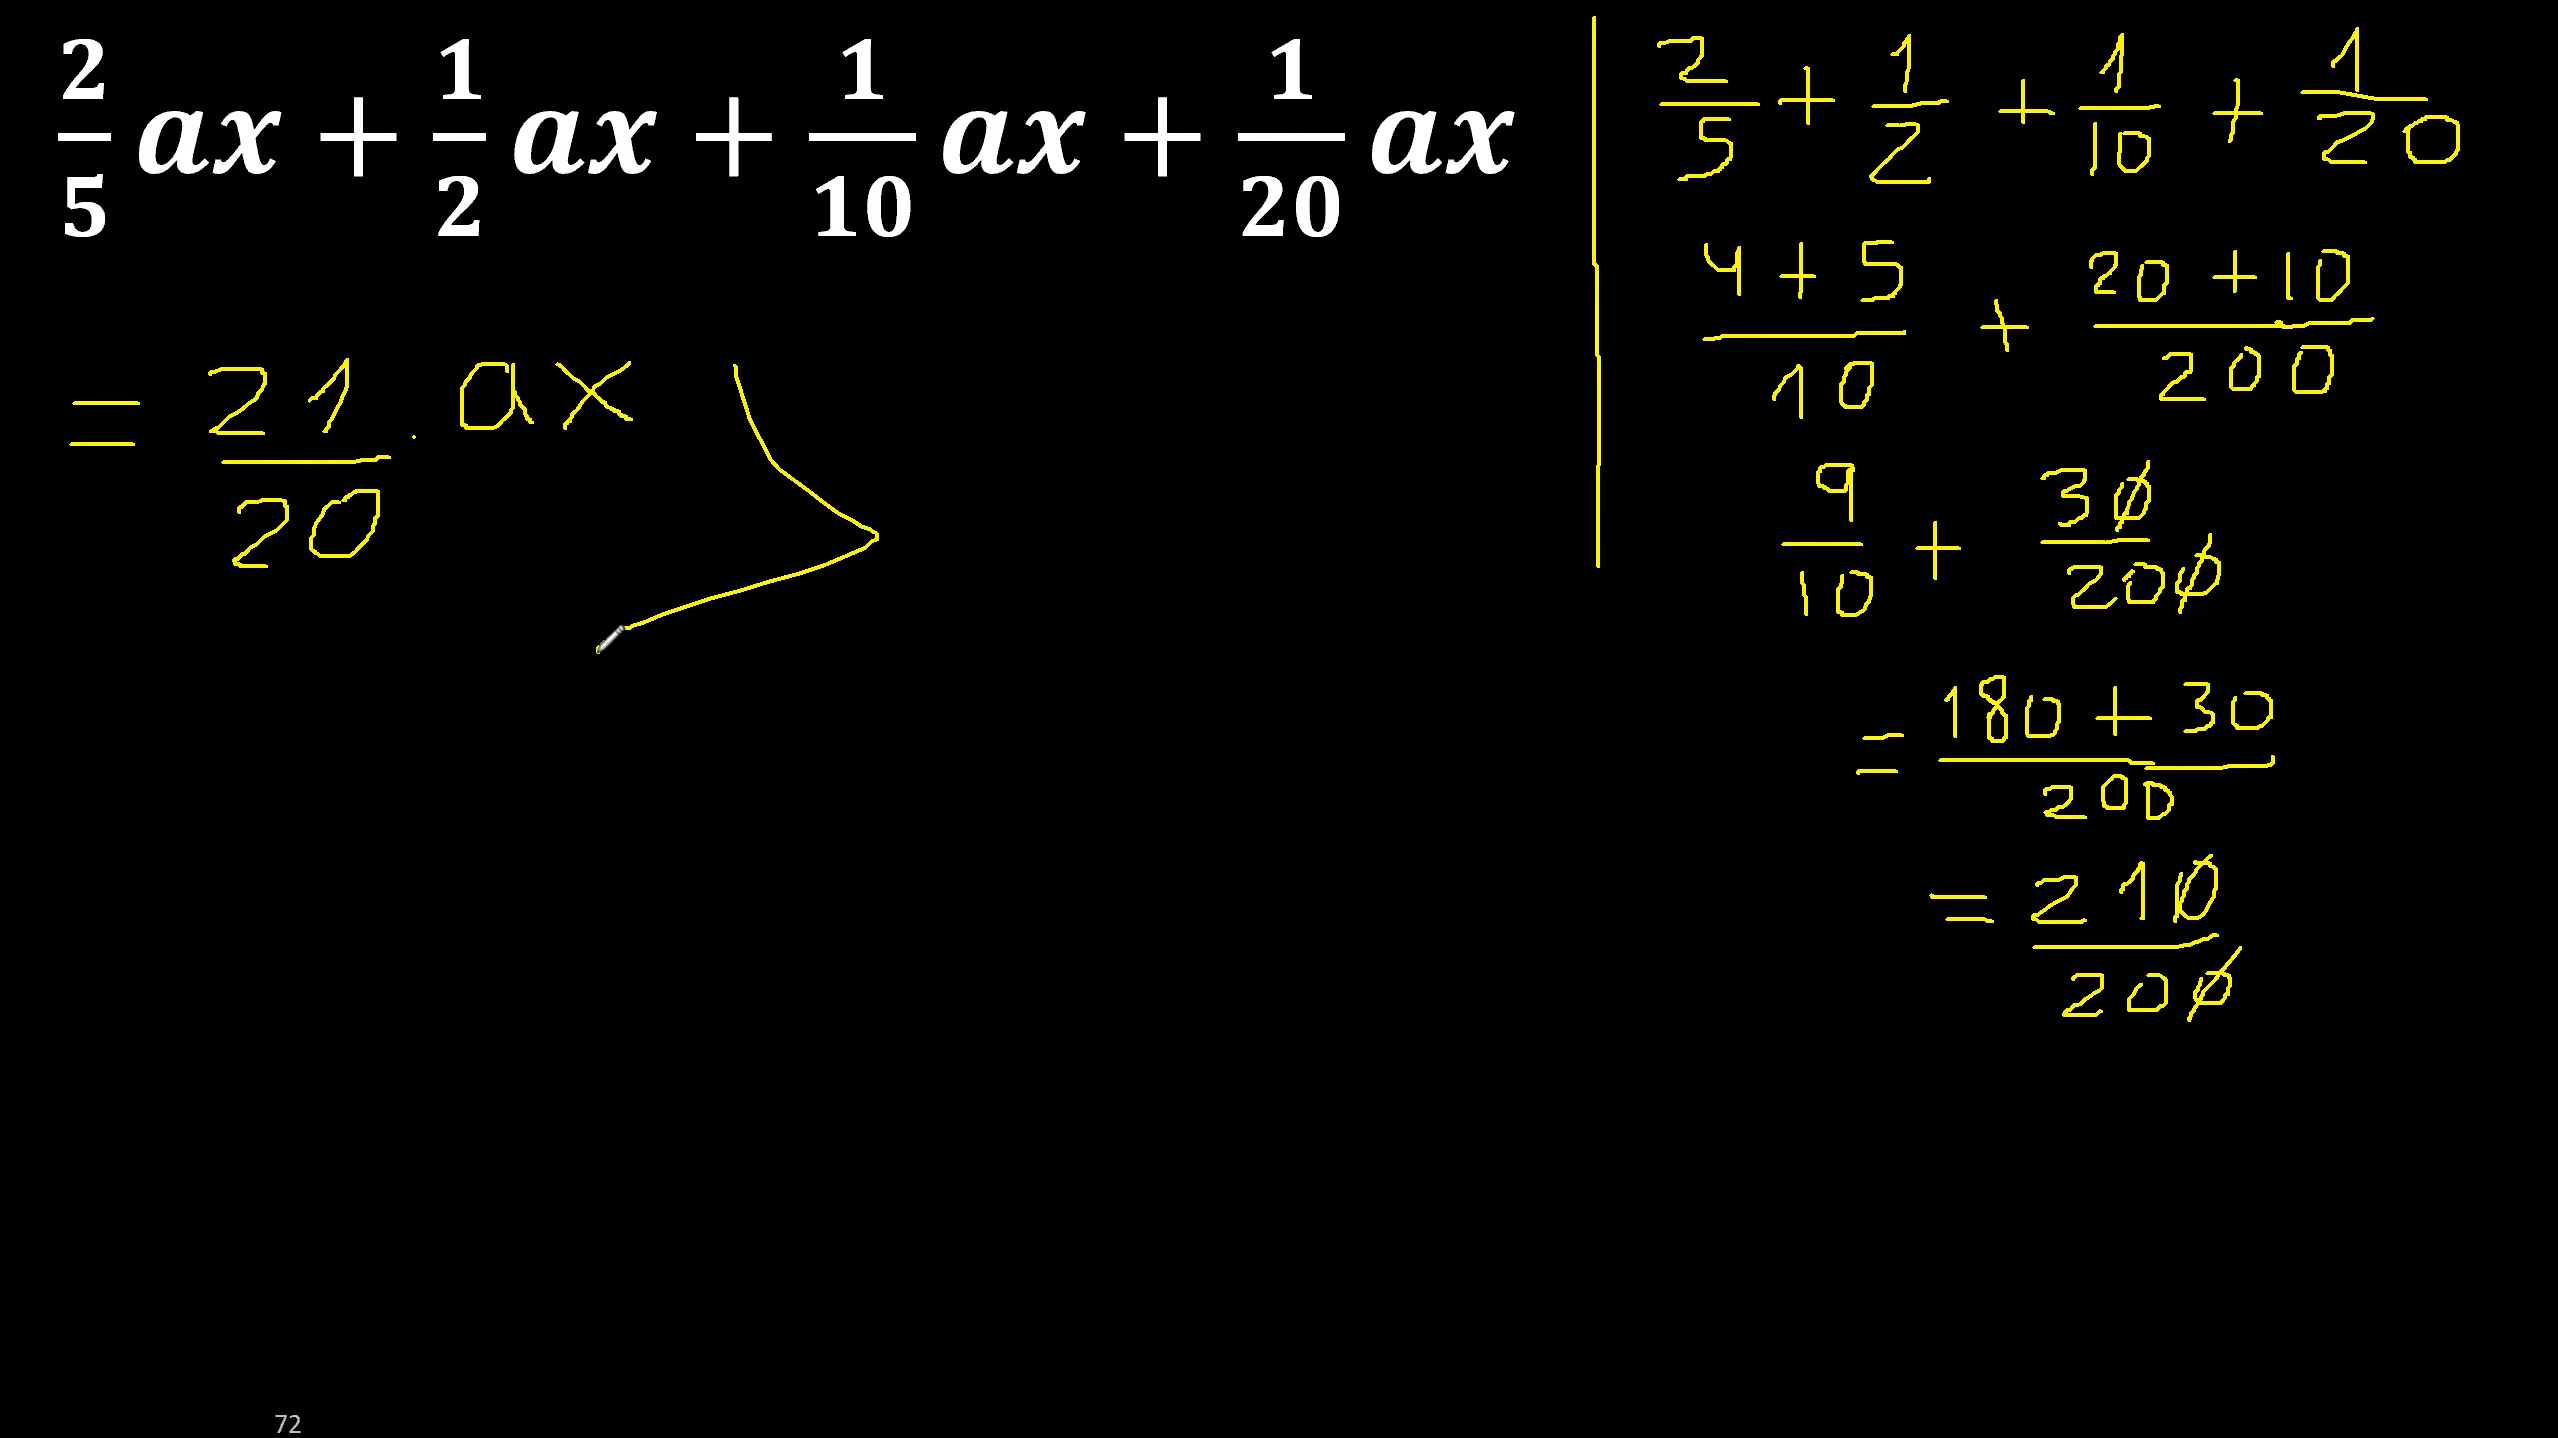 2/5 ax + 1/2 ax + 1/10 ax + 1/20 ax
= 21/20 . ax
2/5 + 1/2 + 1/10 + 1/20
4 + 5/10 + 20 + 10/200
9/10 + 30/200
= 180 + 30/200
= 210/200
72